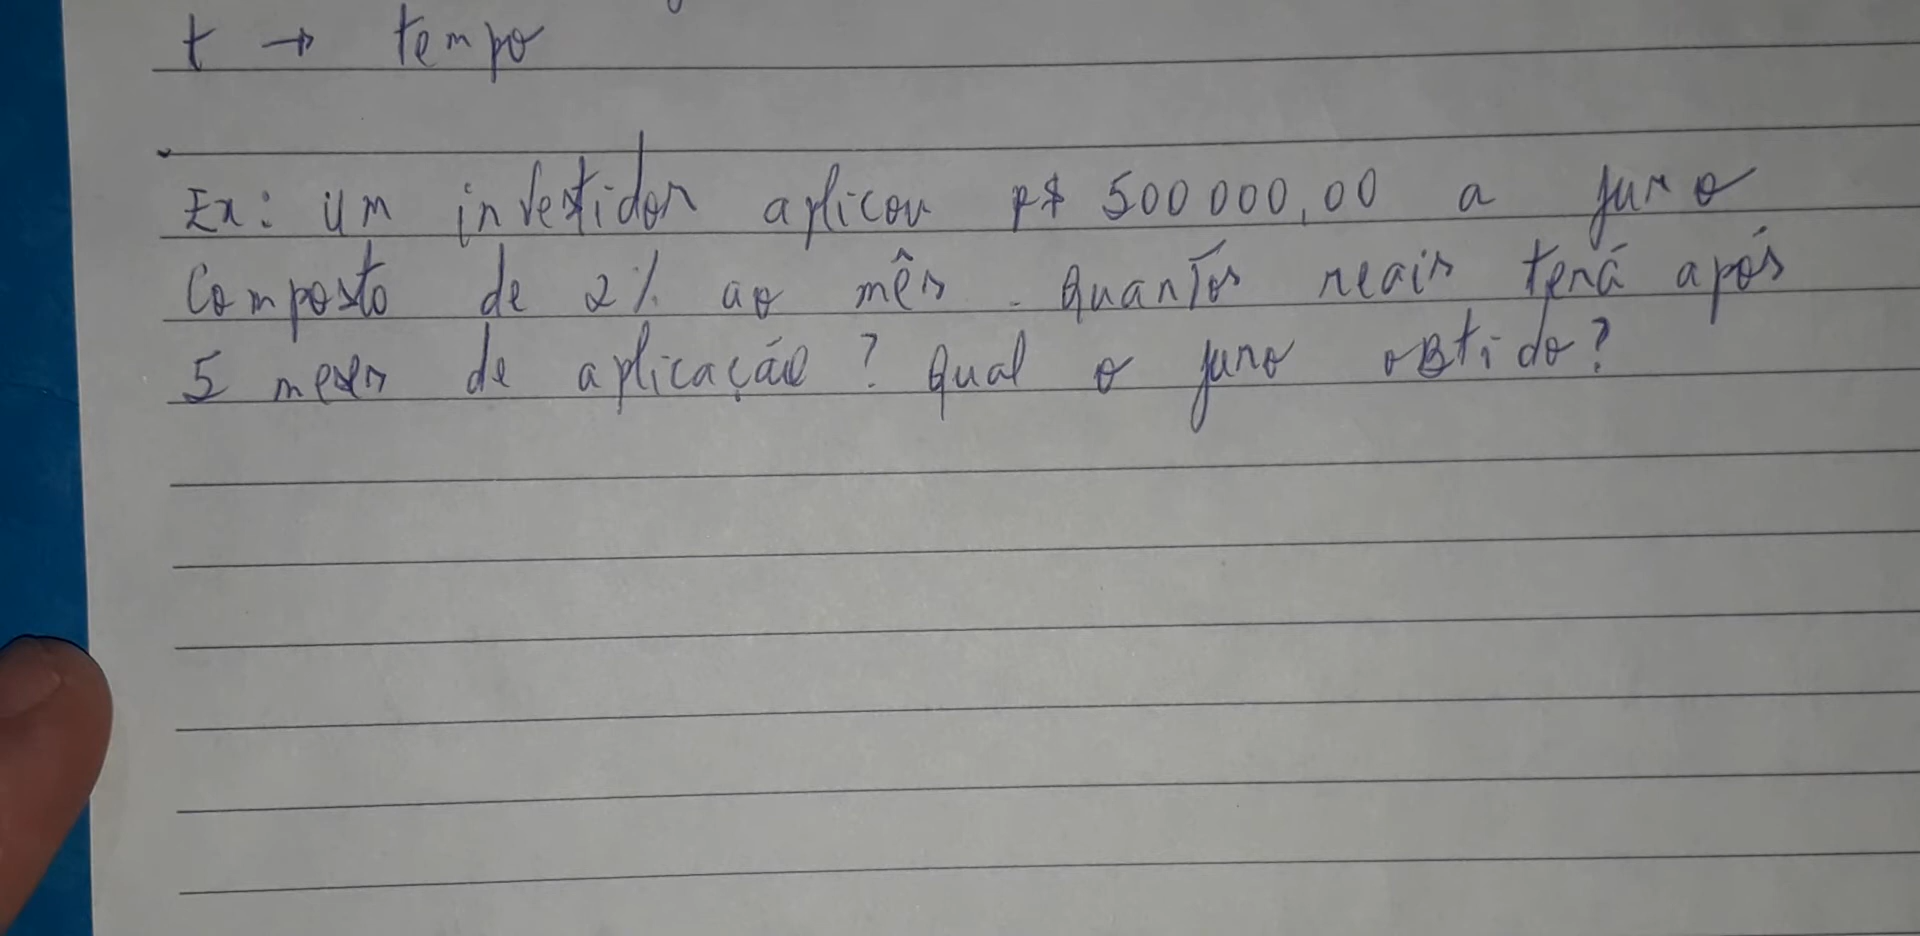 t → tempo
Ex: Um investidor aplicou R$ 500 000,00 a juro
Composto de 2% ao mês. Quantos reais terá após
5 meses de aplicação? Qual o juro obtido?